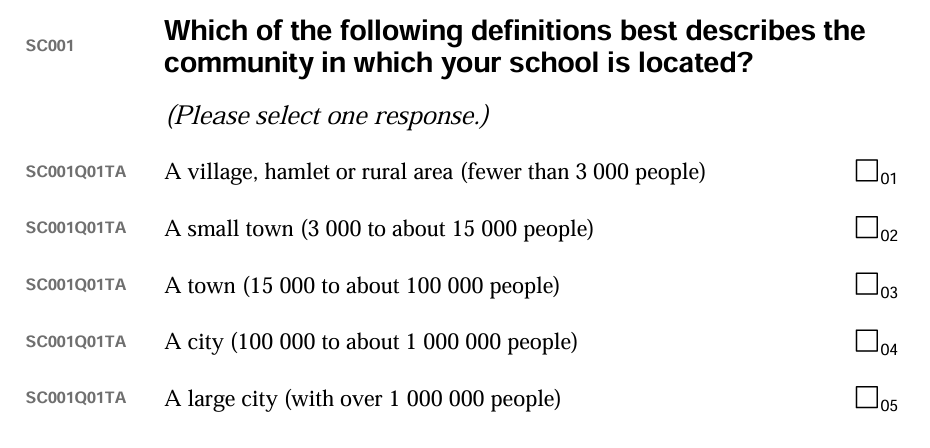 SC001 Which of the following definitions best describes the
community in which your school is located?
(Please select one response.)
SC001Q01TA A village, hamlet or rural area (fewer than 3 000 people) 01
SC001Q01TA A small town (3 000 to about 15 000 people) 02
SC001Q01TA A town (15 000 to about 100 000 people) 03
SC001Q01TA A city (100 000 to about 1 000 000 people) 04
SC001Q01TA A large city (with over 1 000 000 people) 05